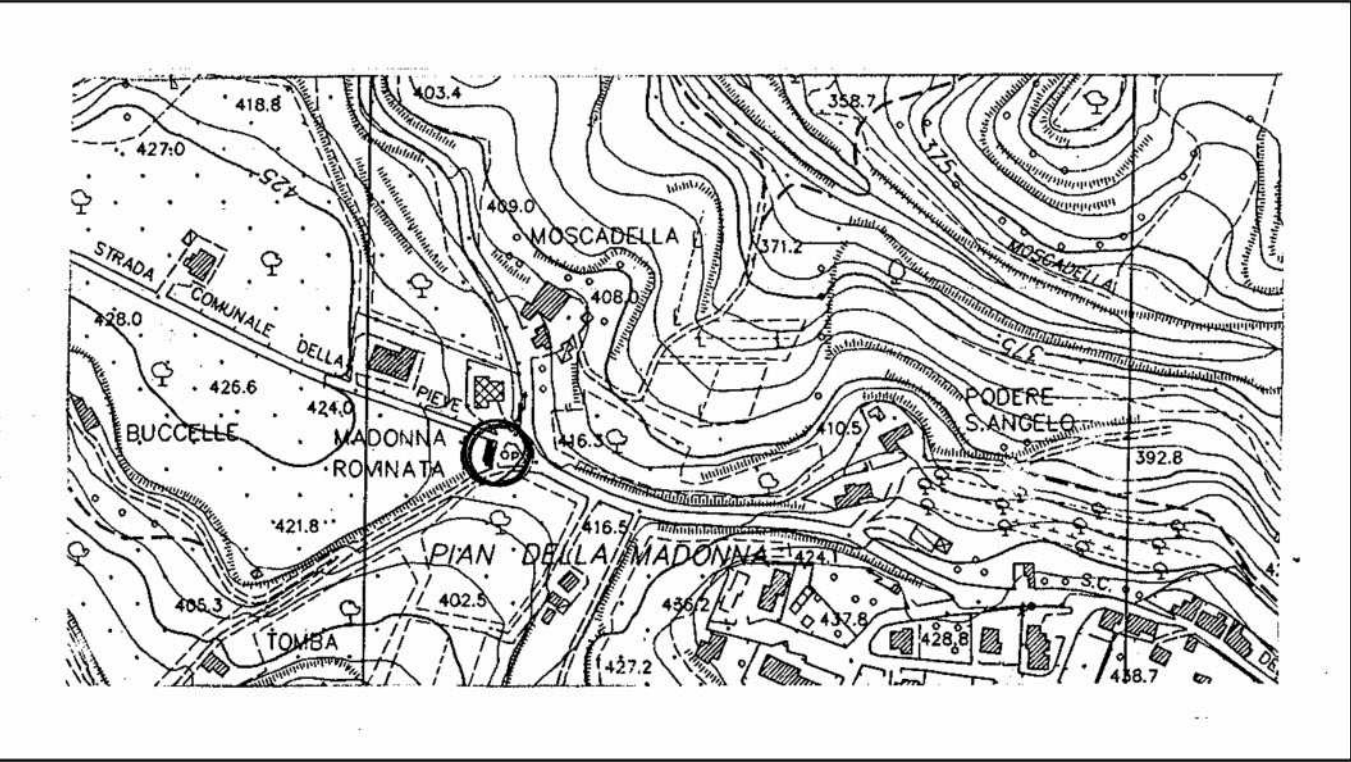 403.4
358.7
418.8
427.0
375
425
409.0
MOSCADELLA
371.2
MOSCADELLA
STRADA
COMUNALE
408.0
428.0
DELLA
375
426.6
PIEVE
424.0
PODERE
S.ANGELO
BUCCELLE
MADONNA
ROMNATA
416.3
410.5
392.8
421.8
416.5
PIAN DELLA MADONNA
424.1
S.C.
405.3
402.5
436.2
437.8
TOMBA
428.8
427.2
438.7